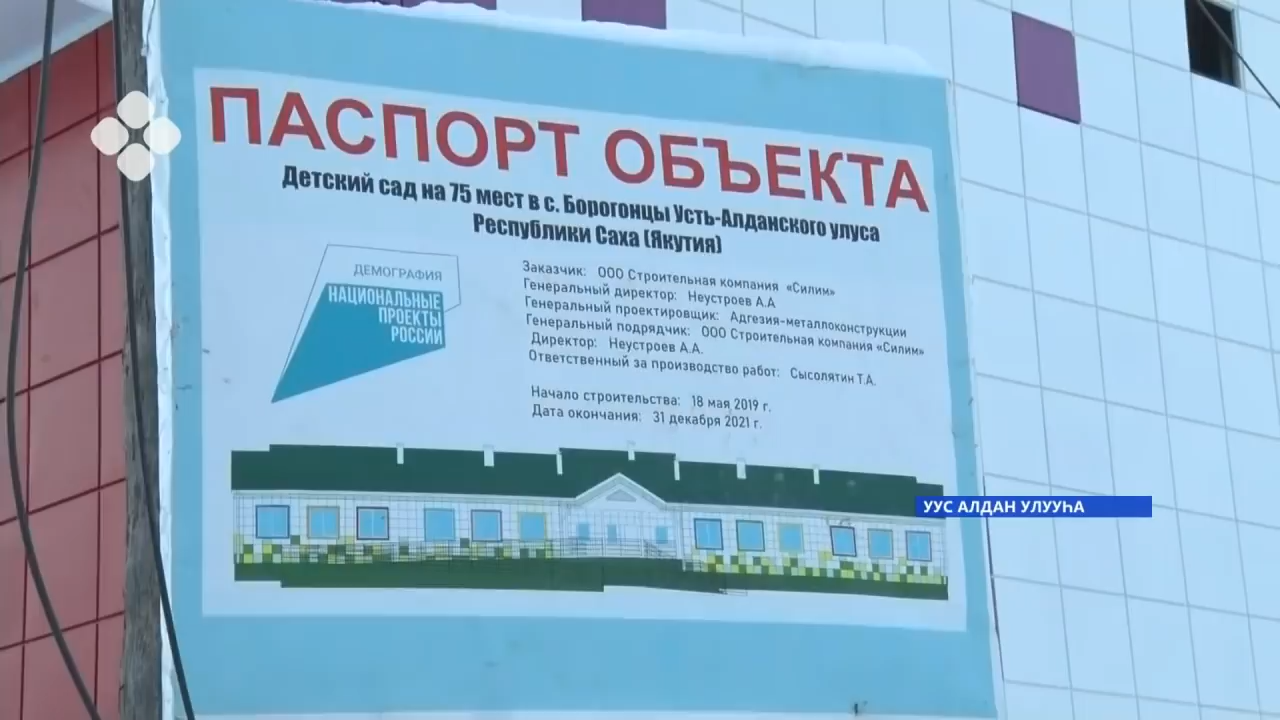 ПАСПОРТ ОБЪЕКТА
Детский сад на 75 мест в с. Борогонцы Усть-Алданского улуса
Республики Саха (Якутия)
ДЕМОГРАФИЯ
НАЦИОНАЛЬНЫЕ
ПРОЕКТЫ
РОССИИ
Заказчик: ООО Строительная компания «Силим»
Генеральный директор: Неустроев А.А
Генеральный проектировщик: Адгезия-металлоконструкции
Генеральный подрядчик: ООО Строительная компания «Силим»
Директор: Неустроев А.А.
Ответственный за производство работ: Сысолятин Т.А.
Начало строительства: 18 мая 2019 г.
Дата окончания: 31 декабря 2021 г.
УУС АЛДАН УЛУУҺА